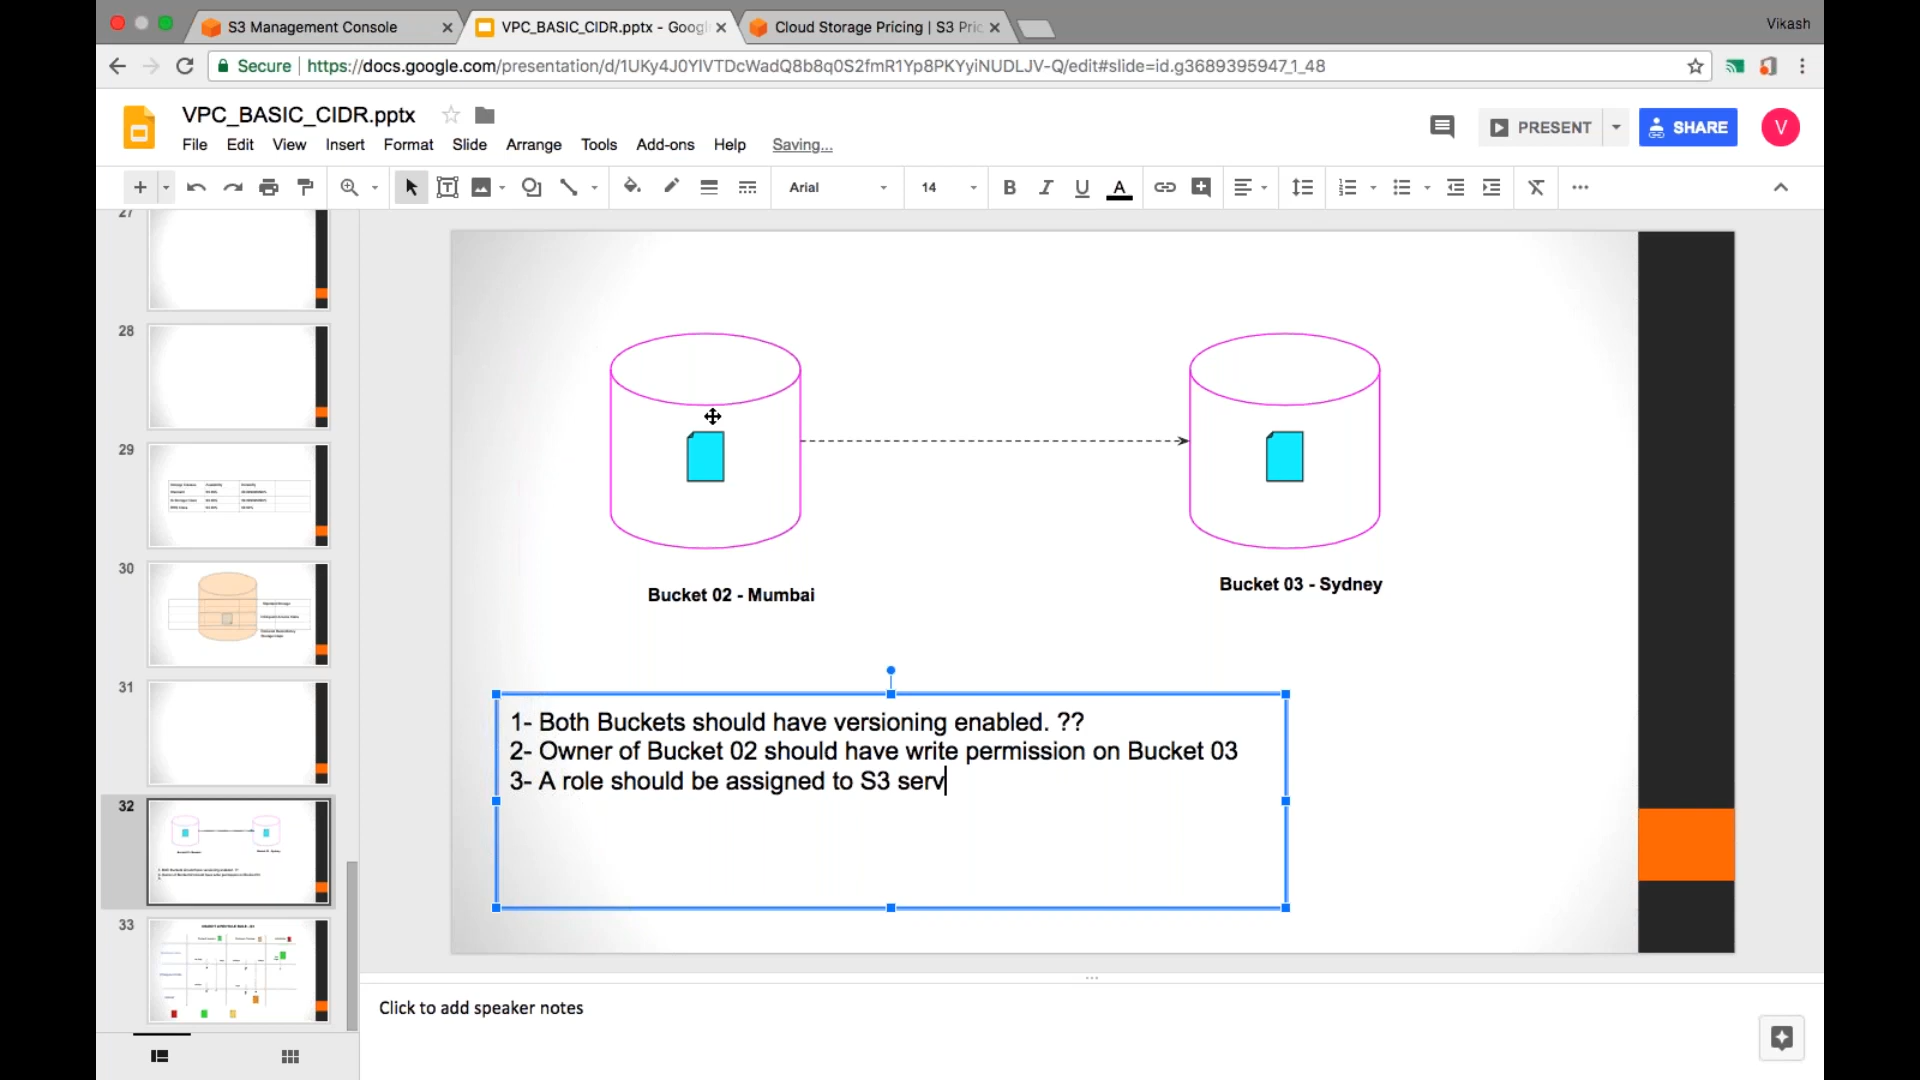 S3 Management Console
VPC_BASIC_CIDR.pptx - Googl
Cloud Storage Pricing | S3 Pric
Vikash
Secure
https://docs.google.com/presentation/d/1UKy4J0YlVTDcWadQ8b8q0S2fmR1Yp8PKYyiNUDLJV-Q/edit#slide=id.g3689395947_1_48
VPC_BASIC_CIDR.pptx
PRESENT
SHARE
V
File Edit View Insert Format Slide Arrange Tools Add-ons Help Saving...
Arial
14
B I U A
27
28
29
30
31
32
33
Bucket 02 - Mumbai
Bucket 03 - Sydney
1- Both Buckets should have versioning enabled. ??
2- Owner of Bucket 02 should have write permission on Bucket 03
3- A role should be assigned to S3 serv
Click to add speaker notes